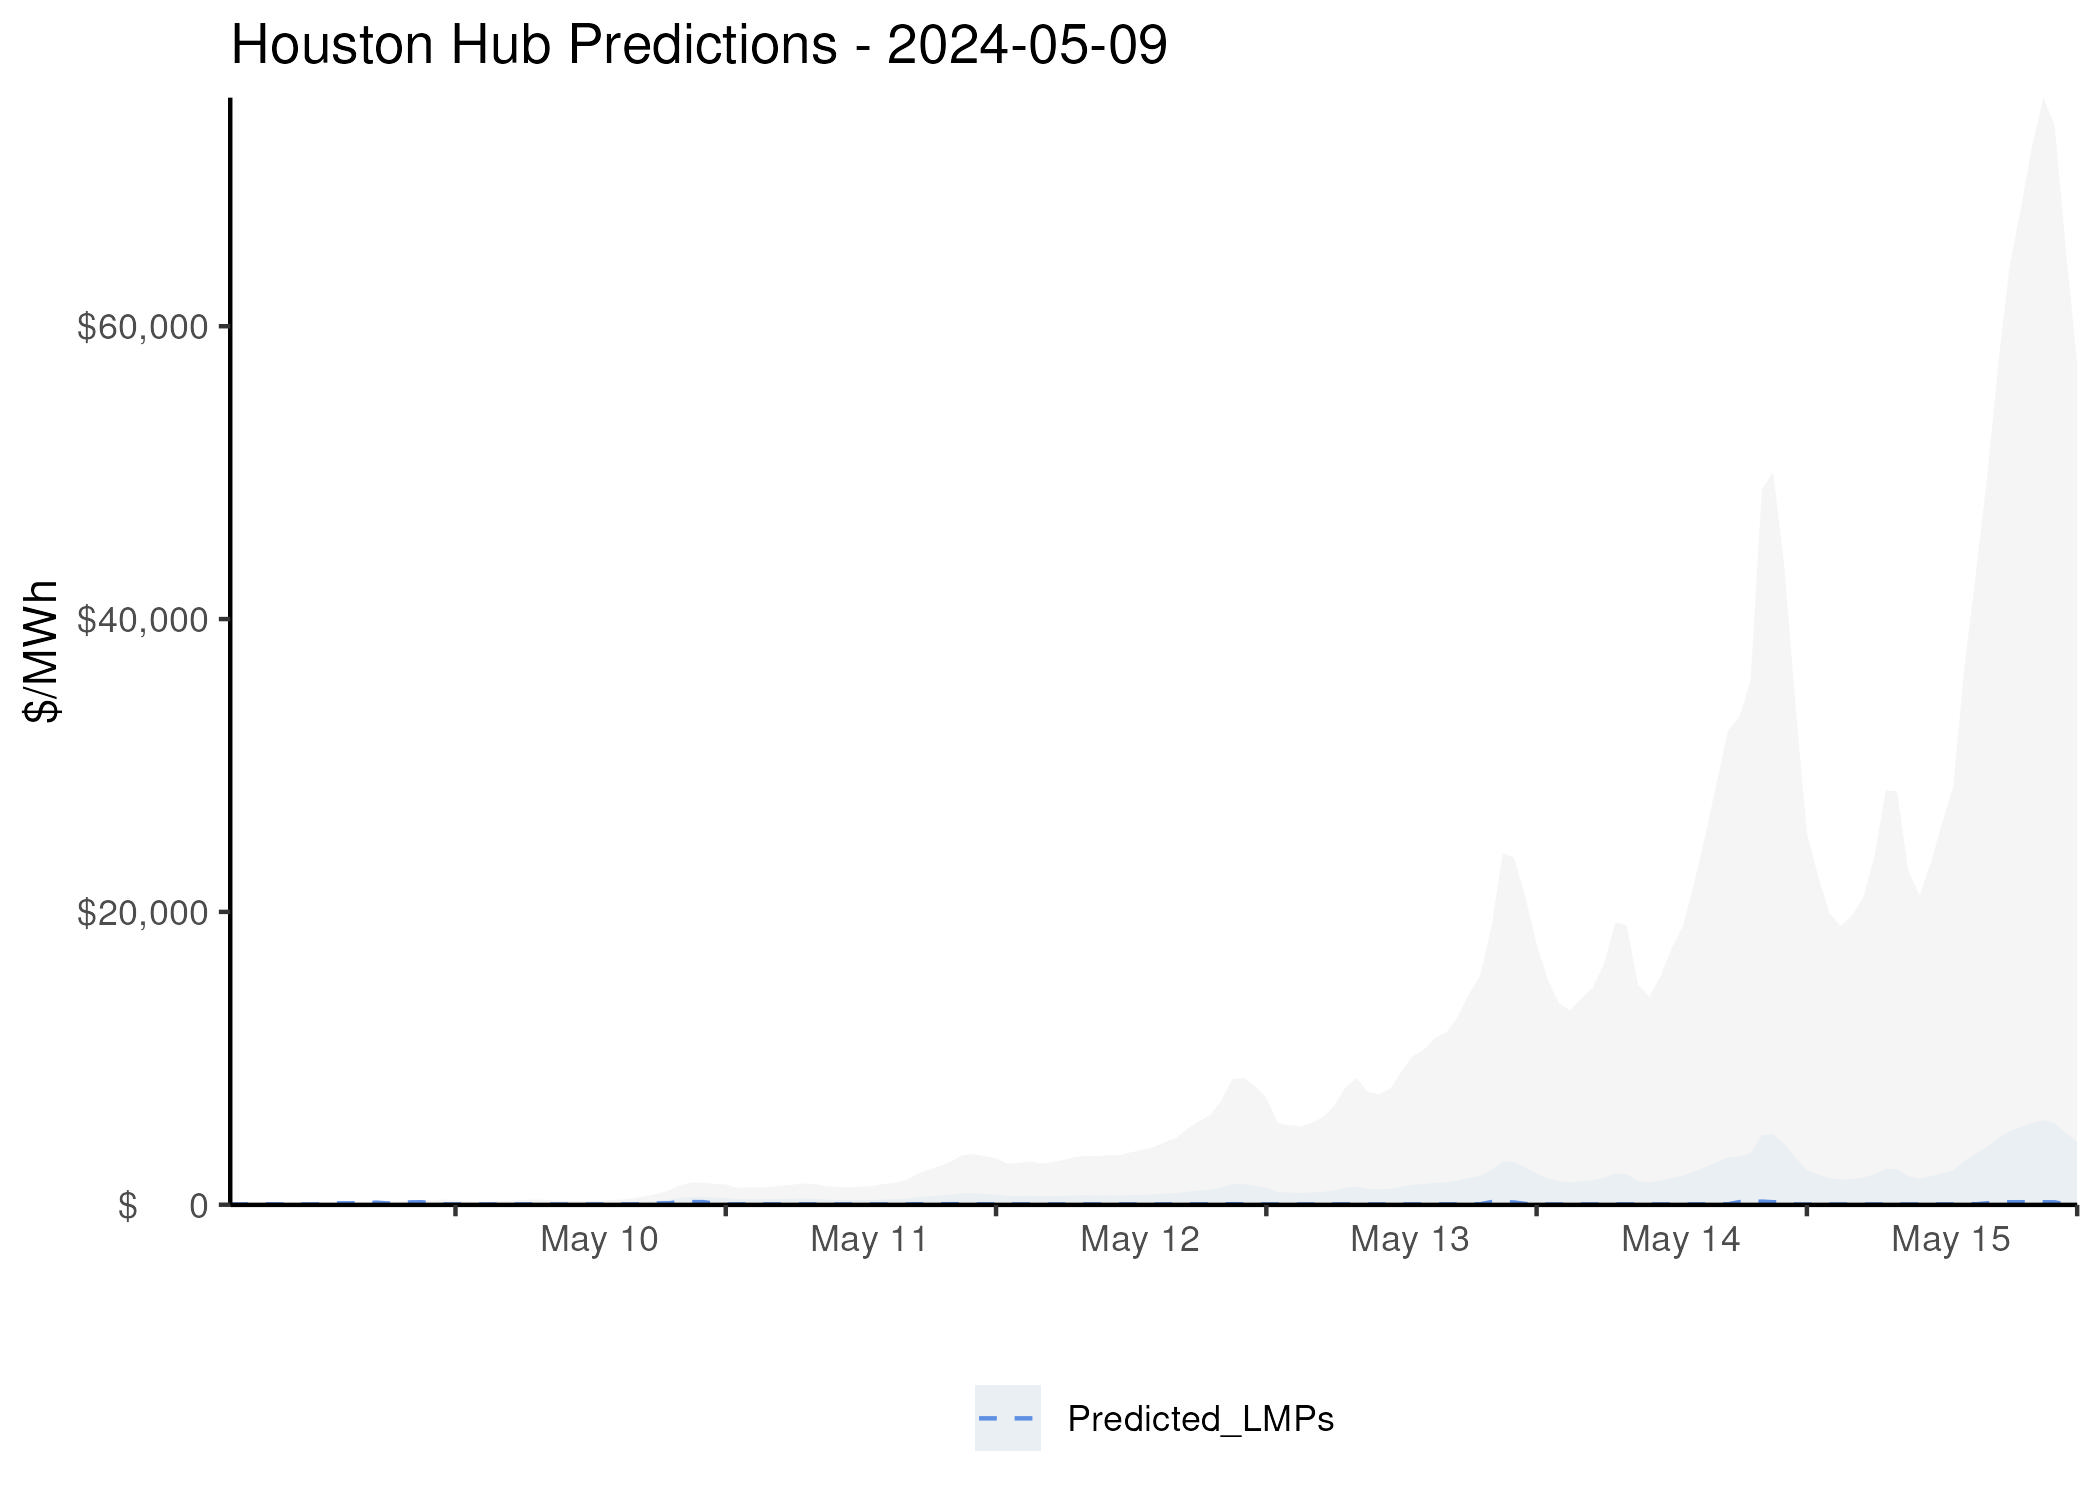 Houston Hub Predictions - 2024-05-09
$/MWh
$60,000
$40,000
$20,000
$ 0
May 10
May 11
May 12
May 13
May 14
May 15
Predicted_LMPs